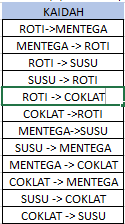 KAIDAH
ROTI->MENTEGA
MENTEGA -> ROTI
ROTI -> SUSU
SUSU -> ROTI
ROTI -> COKLAT
COKLAT ->ROTI
MENTEGA->SUSU
SUSU -> MENTEGA
MENTEGA -> COKLAT
COKLAT -> MENTEGA
SUSU -> COKLAT
COKLAT -> SUSU